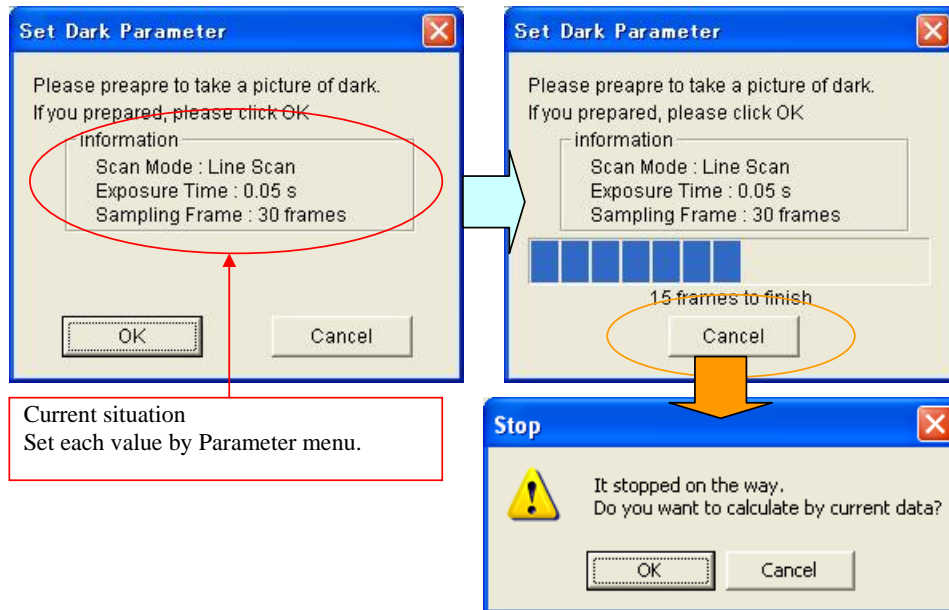 Set Dark Parameter
Please preapre to take a picture of dark.
If you prepared, please click OK
information
Scan Mode : Line Scan
Exposure Time : 0.05 s
Sampling Frame : 30 frames
OK
Cancel
Current situation
Set each value by Parameter menu.
Set Dark Parameter
Please preapre to take a picture of dark.
If you prepared, please click OK
information
Scan Mode : Line Scan
Exposure Time : 0.05 s
Sampling Frame : 30 frames
15 frames to finish
Cancel
Stop
It stopped on the way.
Do you want to calculate by current data?
OK
Cancel